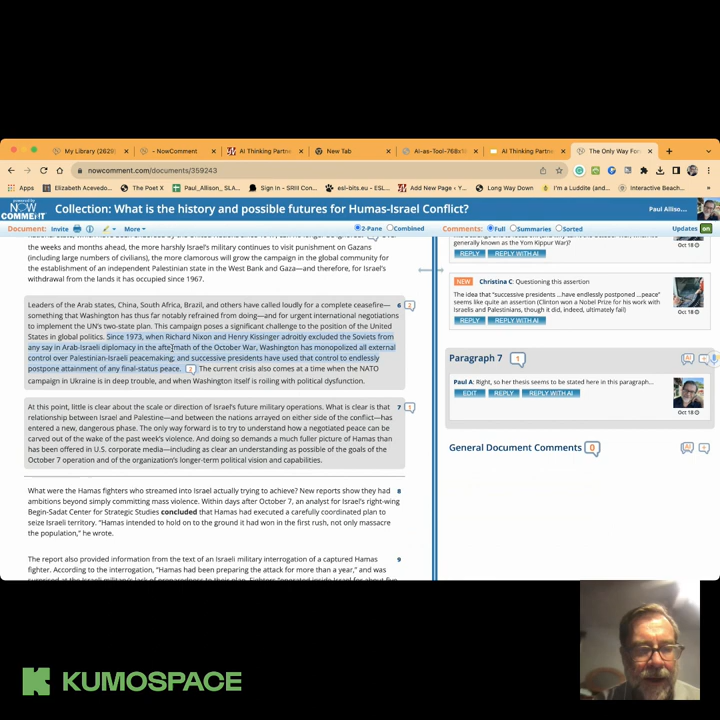 My Library (2628)
- NowComment
AI Thinking Partne
New Tab
AI-as-Tool-768x1
AI Thinking Partne
The Only Way For
nowcomment.com/documents/359243
Apps
Elizabeth Acevedo...
The Poet X
Paul_Allison_ SLA...
Sign In - SRIII Con...
esl-bits.eu - ESL...
Add New Page ‹ Y...
Long Way Down
I'm a Luddite (and...
Interactive Beach...
powered by
NOW COMMENT
Collection: What is the history and possible futures for Humas-Israel Conflict?
Paul Alliso...
Document: Invite
More
2-Pane
Combined
Comments: Full
Summaries
Sorted
Updates on
the weeks and months ahead, the more harshly Israel's military continues to visit punishment on Gazans
(including large numbers of civilians), the more clamorous will grow the campaign in the global community for
the establishment of an independent Palestinian state in the West Bank and Gaza—and therefore, for Israel's
withdrawal from the lands it has occupied since 1967.
Leaders of the Arab states, China, South Africa, Brazil, and others have called loudly for a complete ceasefire— 6 2
something that Washington has thus far notably refrained from doing—and for urgent international negotiations
to implement the UN's two-state plan. This campaign poses a significant challenge to the position of the United
States in global politics. Since 1973, when Richard Nixon and Henry Kissinger adroitly excluded the Soviets from
any say in Arab-Israeli diplomacy in the aftermath of the October War, Washington has monopolized all external
control over Palestinian-Israeli peacemaking; and successive presidents have used that control to endlessly
postpone attainment of any final-status peace. 2 The current crisis also comes at a time when the NATO
campaign in Ukraine is in deep trouble, and when Washington itself is roiling with political dysfunction.
At this point, little is clear about the scale or direction of Israel's future military operations. What is clear is that 7 1
relationship between Israel and Palestine—and between the nations arrayed on either side of the conflict—has
entered a new, dangerous phase. The only way forward is to try to understand how a negotiated peace can be
carved out of the wake of the past week's violence. And doing so demands a much fuller picture of Hamas than
has been offered in U.S. corporate media—including as clear an understanding as possible of the goals of the
October 7 operation and of the organization's longer-term political vision and capabilities.
What were the Hamas fighters who streamed into Israel actually trying to achieve? New reports show they had 8
ambitions beyond simply committing mass violence. Within days after October 7, an analyst for Israel's right-wing
Begin-Sadat Center for Strategic Studies concluded that Hamas had executed a carefully coordinated plan to
seize Israeli territory. "Hamas intended to hold on to the ground it had won in the first rush, not only massacre
the population," he wrote.
The report also provided information from the text of an Israeli military interrogation of a captured Hamas 9
fighter. According to the interrogation, "Hamas had been preparing the attack for more than a year," and was
generally known as the Yom Kippur War)?
REPLY
REPLY WITH AI
Oct 18
NEW Christina C: Questioning this assertion
The idea that "successive presidents ...have endlessly postponed ...peace"
seems like quite an assertion (Clinton won a Nobel Prize for his work with
Israelis and Palestinians, though it did, indeed, ultimately fail)
REPLY
REPLY WITH AI
Oct 18
Paragraph 7 1
AI
Paul A: Right, so her thesis seems to be stated here in this paragraph...
EDIT
REPLY
REPLY WITH AI
Oct 18
General Document Comments 0
AI
KUMOSPACE